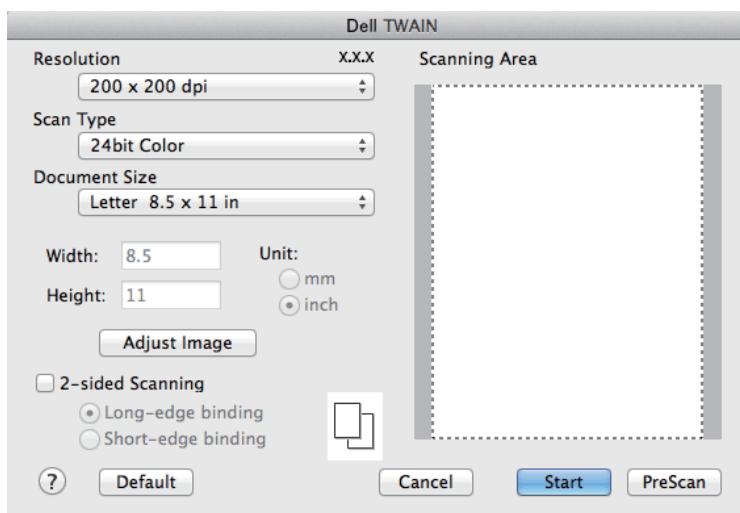 Dell TWAIN
Resolution X.X.X
200 x 200 dpi
Scan Type
24bit Color
Document Size
Letter 8.5 x 11 in
Width: 8.5
Height: 11
Unit:
mm
inch
Adjust Image
2-sided Scanning
Long-edge binding
Short-edge binding
Scanning Area
? Default Cancel Start PreScan